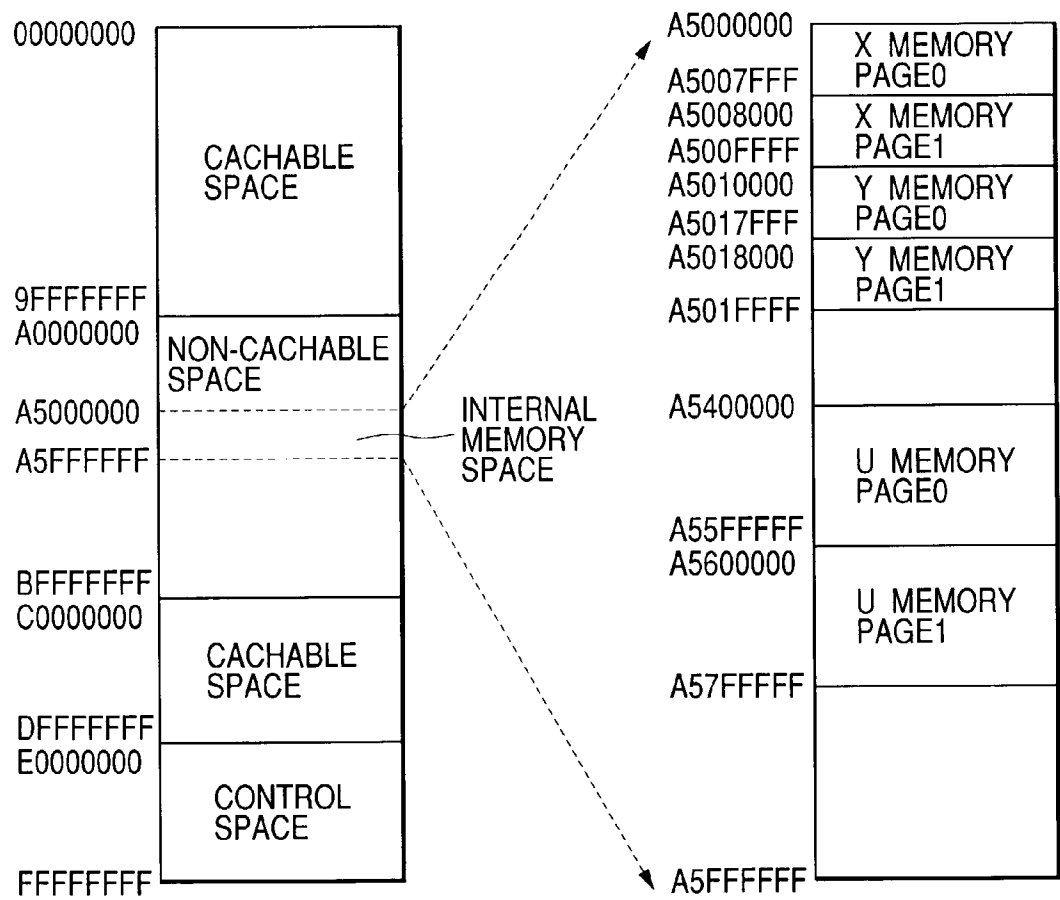 00000000
CACHABLE
SPACE
9FFFFFFF
A0000000
NON-CACHABLE
SPACE
A5000000
A5FFFFFF
INTERNAL
MEMORY
SPACE
BFFFFFFF
C0000000
CACHABLE
SPACE
DFFFFFFF
E0000000
CONTROL
SPACE
FFFFFFFF
A5000000
X MEMORY
PAGE0
A5007FFF
A5008000
X MEMORY
PAGE1
A500FFFF
A5010000
Y MEMORY
PAGE0
A5017FFF
A5018000
Y MEMORY
PAGE1
A501FFFF
A5400000
U MEMORY
PAGE0
A55FFFFF
A5600000
U MEMORY
PAGE1
A57FFFFF
A5FFFFFF